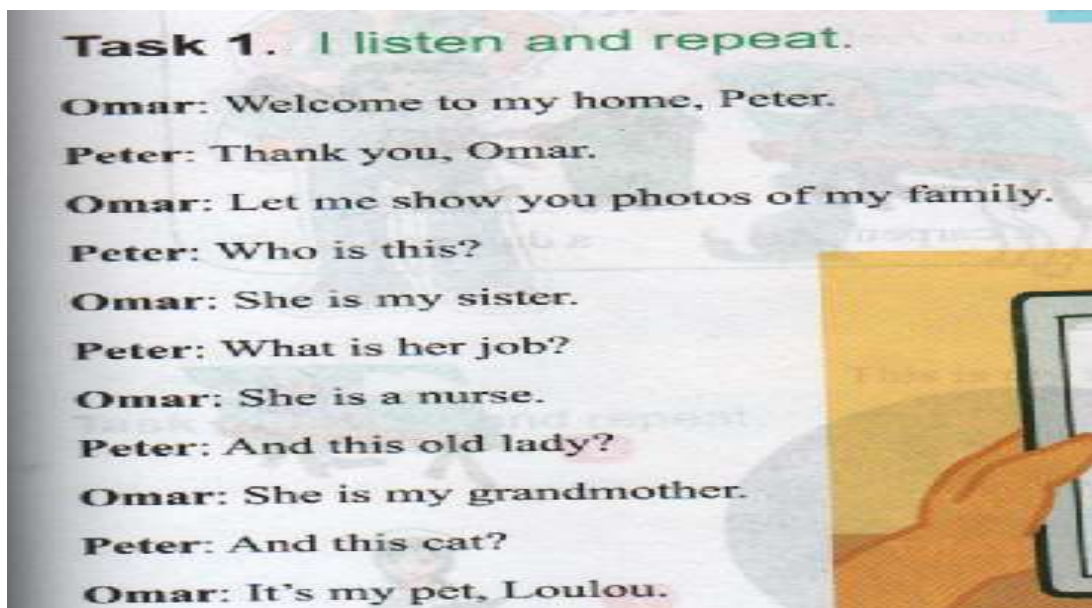 Task 1. I listen and repeat.
Omar: Welcome to my home, Peter.
Peter: Thank you, Omar.
Omar: Let me show you photos of my family.
Peter: Who is this?
Omar: She is my sister.
Peter: What is her job?
Omar: She is a nurse.
Peter: And this old lady?
Omar: She is my grandmother.
Peter: And this cat?
Omar: It's my pet, Loulou.